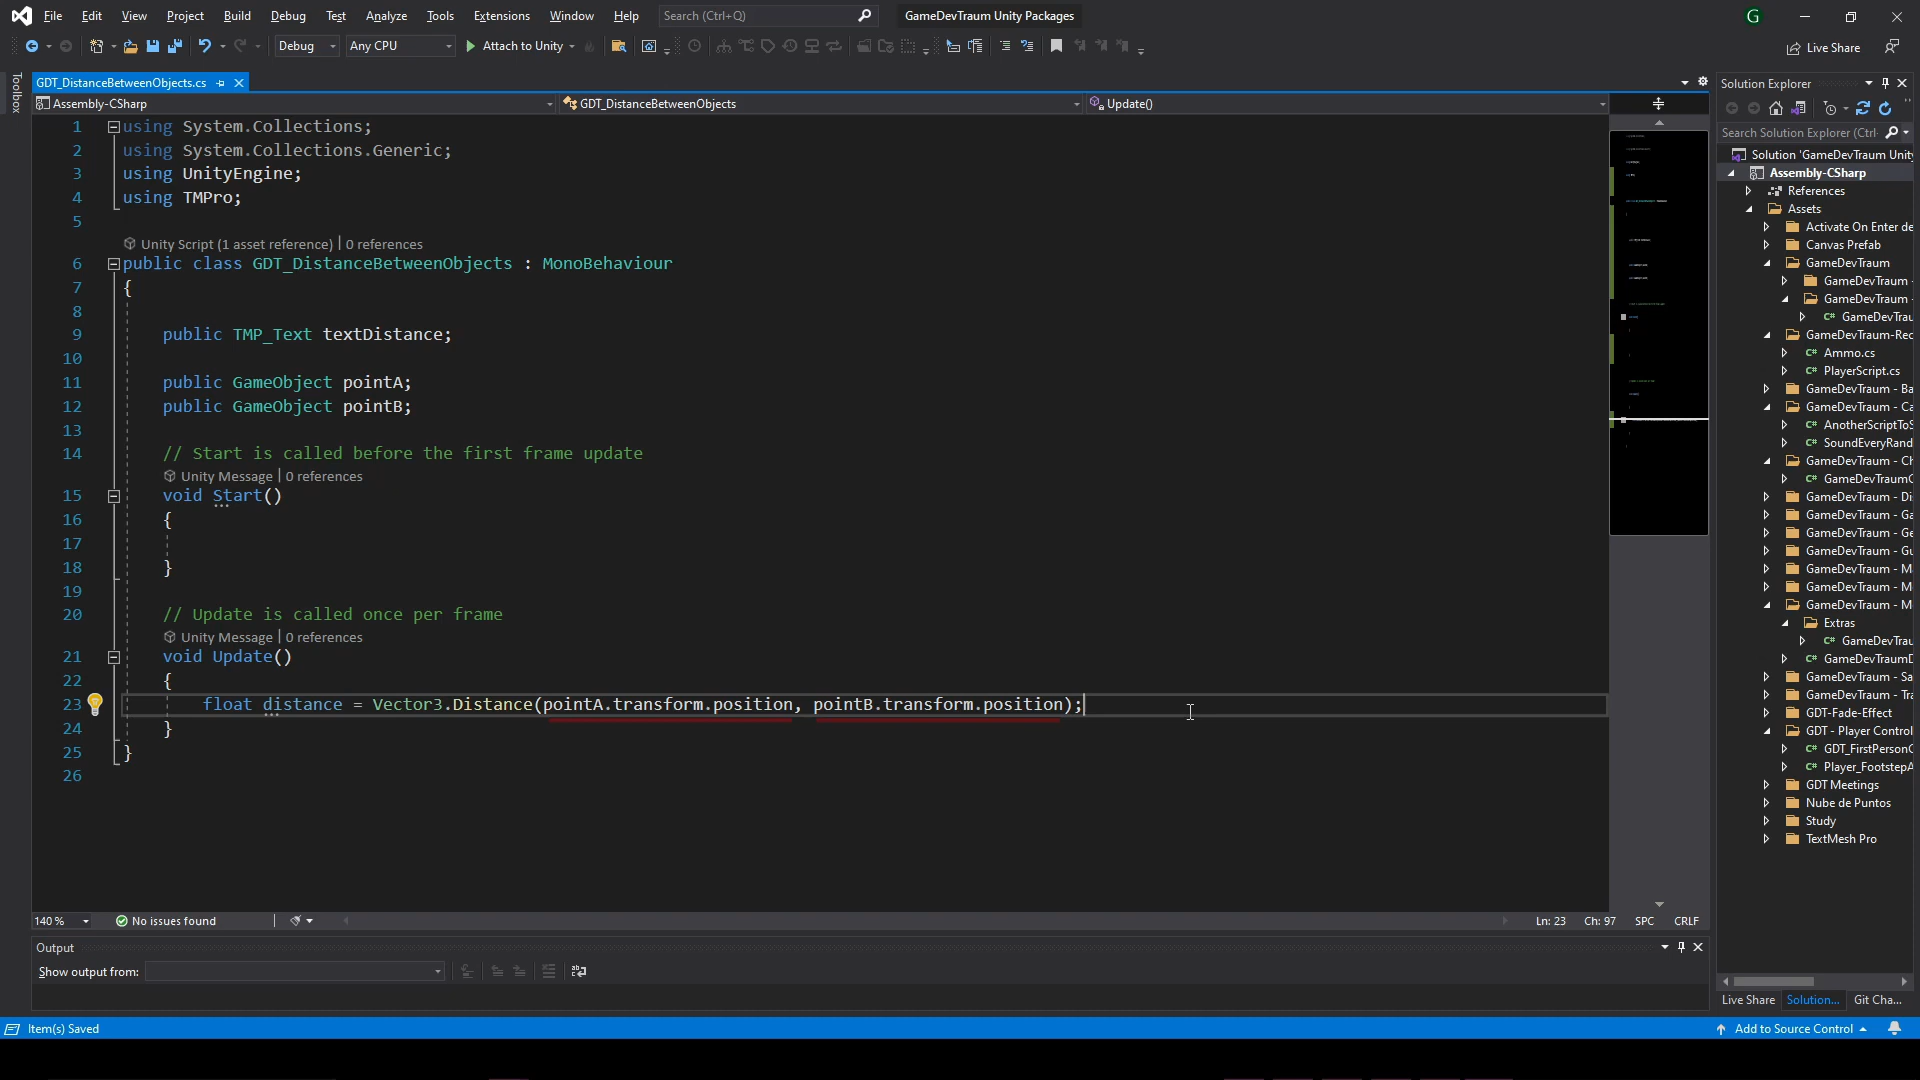 File Edit View Project Build Debug Test Analyze Tools Extensions Window Help Search (Ctrl+Q) GameDevTraum Unity Packages G
Debug Any CPU Attach to Unity Live Share
Toolbox
GDT_DistanceBetweenObjects.cs
Assembly-CSharp GDT_DistanceBetweenObjects Update()
1 using System.Collections;
2 using System.Collections.Generic;
3 using UnityEngine;
4 using TMPro;
5
Unity Script (1 asset reference) | 0 references
6 public class GDT_DistanceBetweenObjects : MonoBehaviour
7 {
8
9 public TMP_Text textDistance;
10
11 public GameObject pointA;
12 public GameObject pointB;
13
14 // Start is called before the first frame update
Unity Message | 0 references
15 void Start()
16 {
17
18 }
19
20 // Update is called once per frame
Unity Message | 0 references
21 void Update()
22 {
23 float distance = Vector3.Distance(pointA.transform.position, pointB.transform.position);
24 }
25 }
26
140 % No issues found Ln: 23 Ch: 97 SPC CRLF
Output
Show output from:
Item(s) Saved Add to Source Control
Solution Explorer
Search Solution Explorer (Ctrl
Solution 'GameDevTraum Unity
Assembly-CSharp
References
Assets
Activate On Enter de
Canvas Prefab
GameDevTraum
GameDevTraum -
GameDevTraum -
GameDevTrau
GameDevTraum-Rec
Ammo.cs
PlayerScript.cs
GameDevTraum - Ba
GameDevTraum - Ca
AnotherScriptToS
SoundEveryRand
GameDevTraum - Ch
GameDevTraumC
GameDevTraum - Di
GameDevTraum - Ga
GameDevTraum - Ge
GameDevTraum - Gu
GameDevTraum - M
GameDevTraum - M
GameDevTraum - M
Extras
GameDevTrau
GameDevTraumD
GameDevTraum - Sa
GameDevTraum - Tra
GDT-Fade-Effect
GDT - Player Control
GDT_FirstPersonC
Player_FootstepA
GDT Meetings
Nube de Puntos
Study
TextMesh Pro
Live Share Solution... Git Cha...